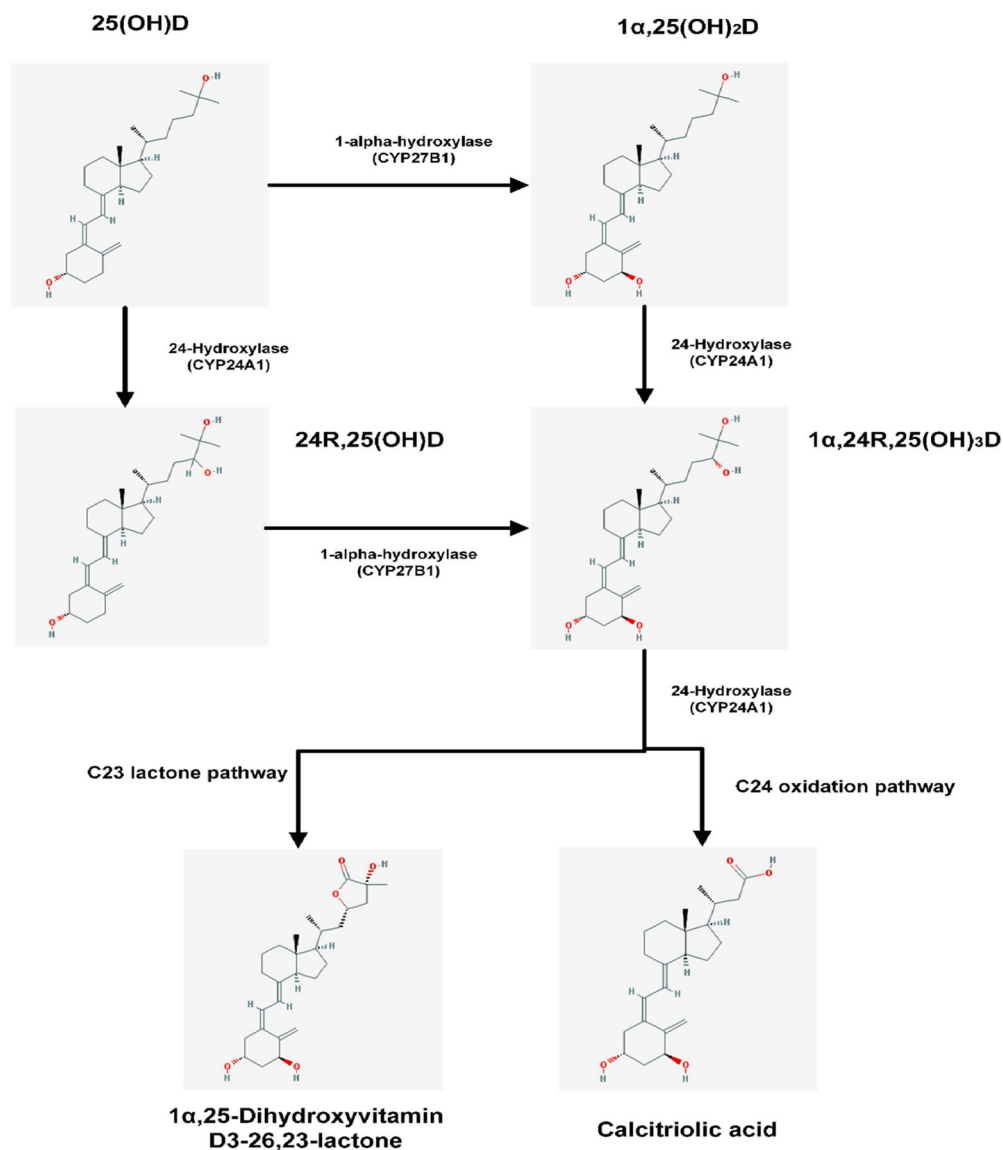 25(OH)D
1α,25(OH)₂D
O H
O H
1-alpha-hydroxylase
(CYP27B1)
H
H
H
H
H
H
H
H
O
H
O O
H H
24-Hydroxylase
(CYP24A1)
24-Hydroxylase
(CYP24A1)
24R,25(OH)D
1α,24R,25(OH)₃D
H
O
H O
H
H
O
O
H
H
H
H
H
H
H
H
H
1-alpha-hydroxylase
(CYP27B1)
O
H
O O
H H
24-Hydroxylase
(CYP24A1)
C23 lactone pathway
C24 oxidation pathway
O O H
O
O H
O
H
H
H
H
H
H
H
H
O O
H H
O O
H H
1α,25-Dihydroxyvitamin
D3-26,23-lactone
Calcitriolic acid